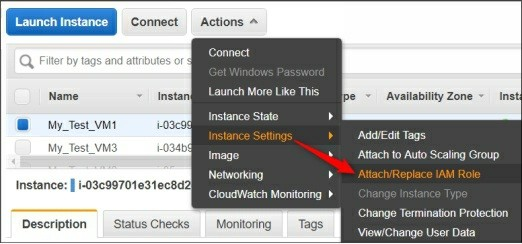 Launch Instance Connect Actions
Filter by tags and attributes or s
Name Instan pe Availability Zone Inst
My_Test_VM1 i-03c99
My_Test_VM3 i-034b9
Connect
Get Windows Password
Launch More Like This
Instance State
Instance Settings
Image
Networking
CloudWatch Monitoring
Add/Edit Tags
Attach to Auto Scaling Group
Attach/Replace IAM Role
Change Instance Type
Change Termination Protection
View/Change User Data
Instance: i-03c99701e31ec8d2
Description Status Checks Monitoring Tags